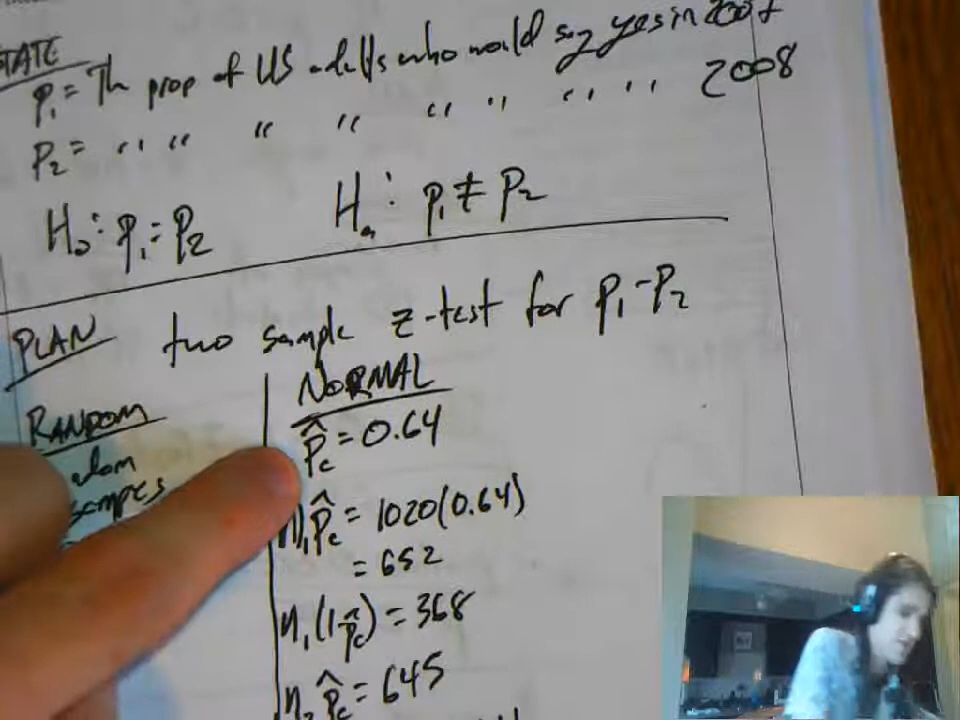 STATE
p₁ = Th prop of US adults who would say yes in 2007
p₂ = " " " " " " " " " 2008
H₀: p₁ = p₂ Hₐ: p₁ ≠ p₂
PLAN two sample z-test for p₁-p₂
RANDOM
sampes
NORMAL
p̂c = 0.64
n₁p̂c = 1020(0.64)
= 652
n₁(1-p̂c) = 368
n₂p̂c = 645